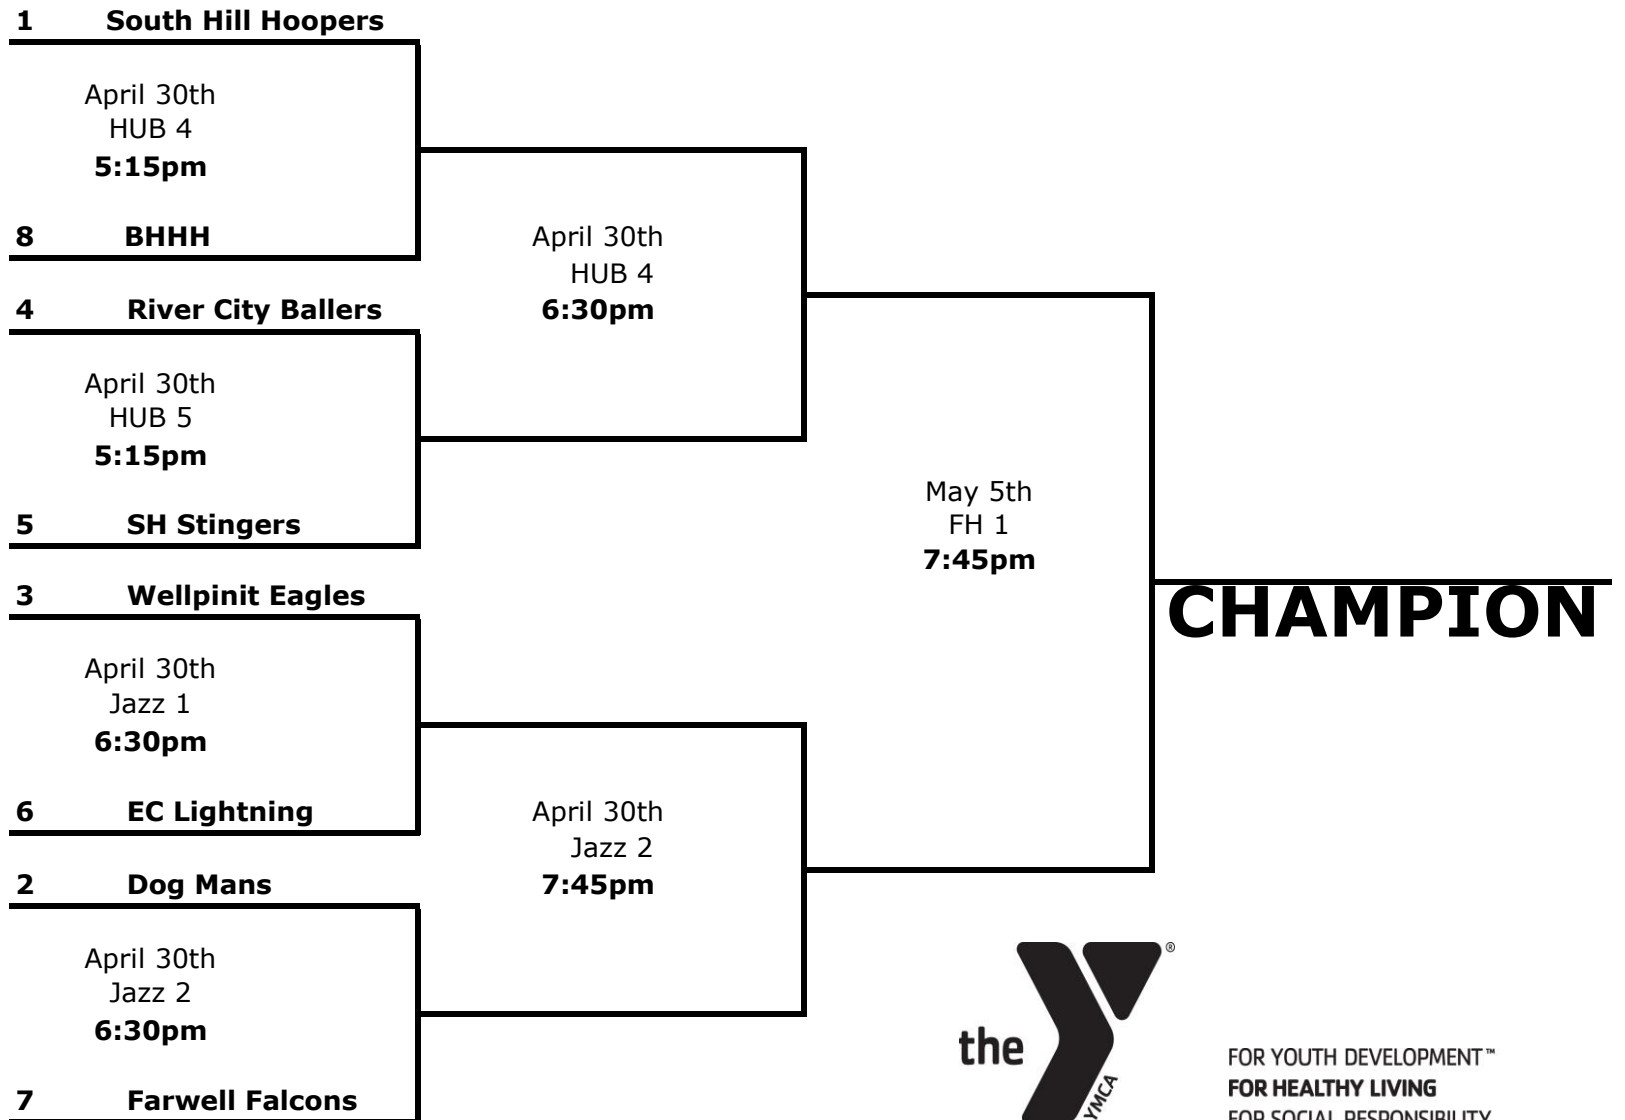 1 South Hill Hoopers
April 30th
HUB 4
5:15pm
8 BHHH
April 30th
HUB 4
6:30pm
4 River City Ballers
April 30th
HUB 5
5:15pm
5 SH Stingers
May 5th
FH 1
7:45pm
CHAMPION
3 Wellpinit Eagles
April 30th
Jazz 1
6:30pm
6 EC Lightning
April 30th
Jazz 2
7:45pm
2 Dog Mans
April 30th
Jazz 2
6:30pm
7 Farwell Falcons
the
YMCA
®
FOR YOUTH DEVELOPMENT™
FOR HEALTHY LIVING
FOR SOCIAL RESPONSIBILITY